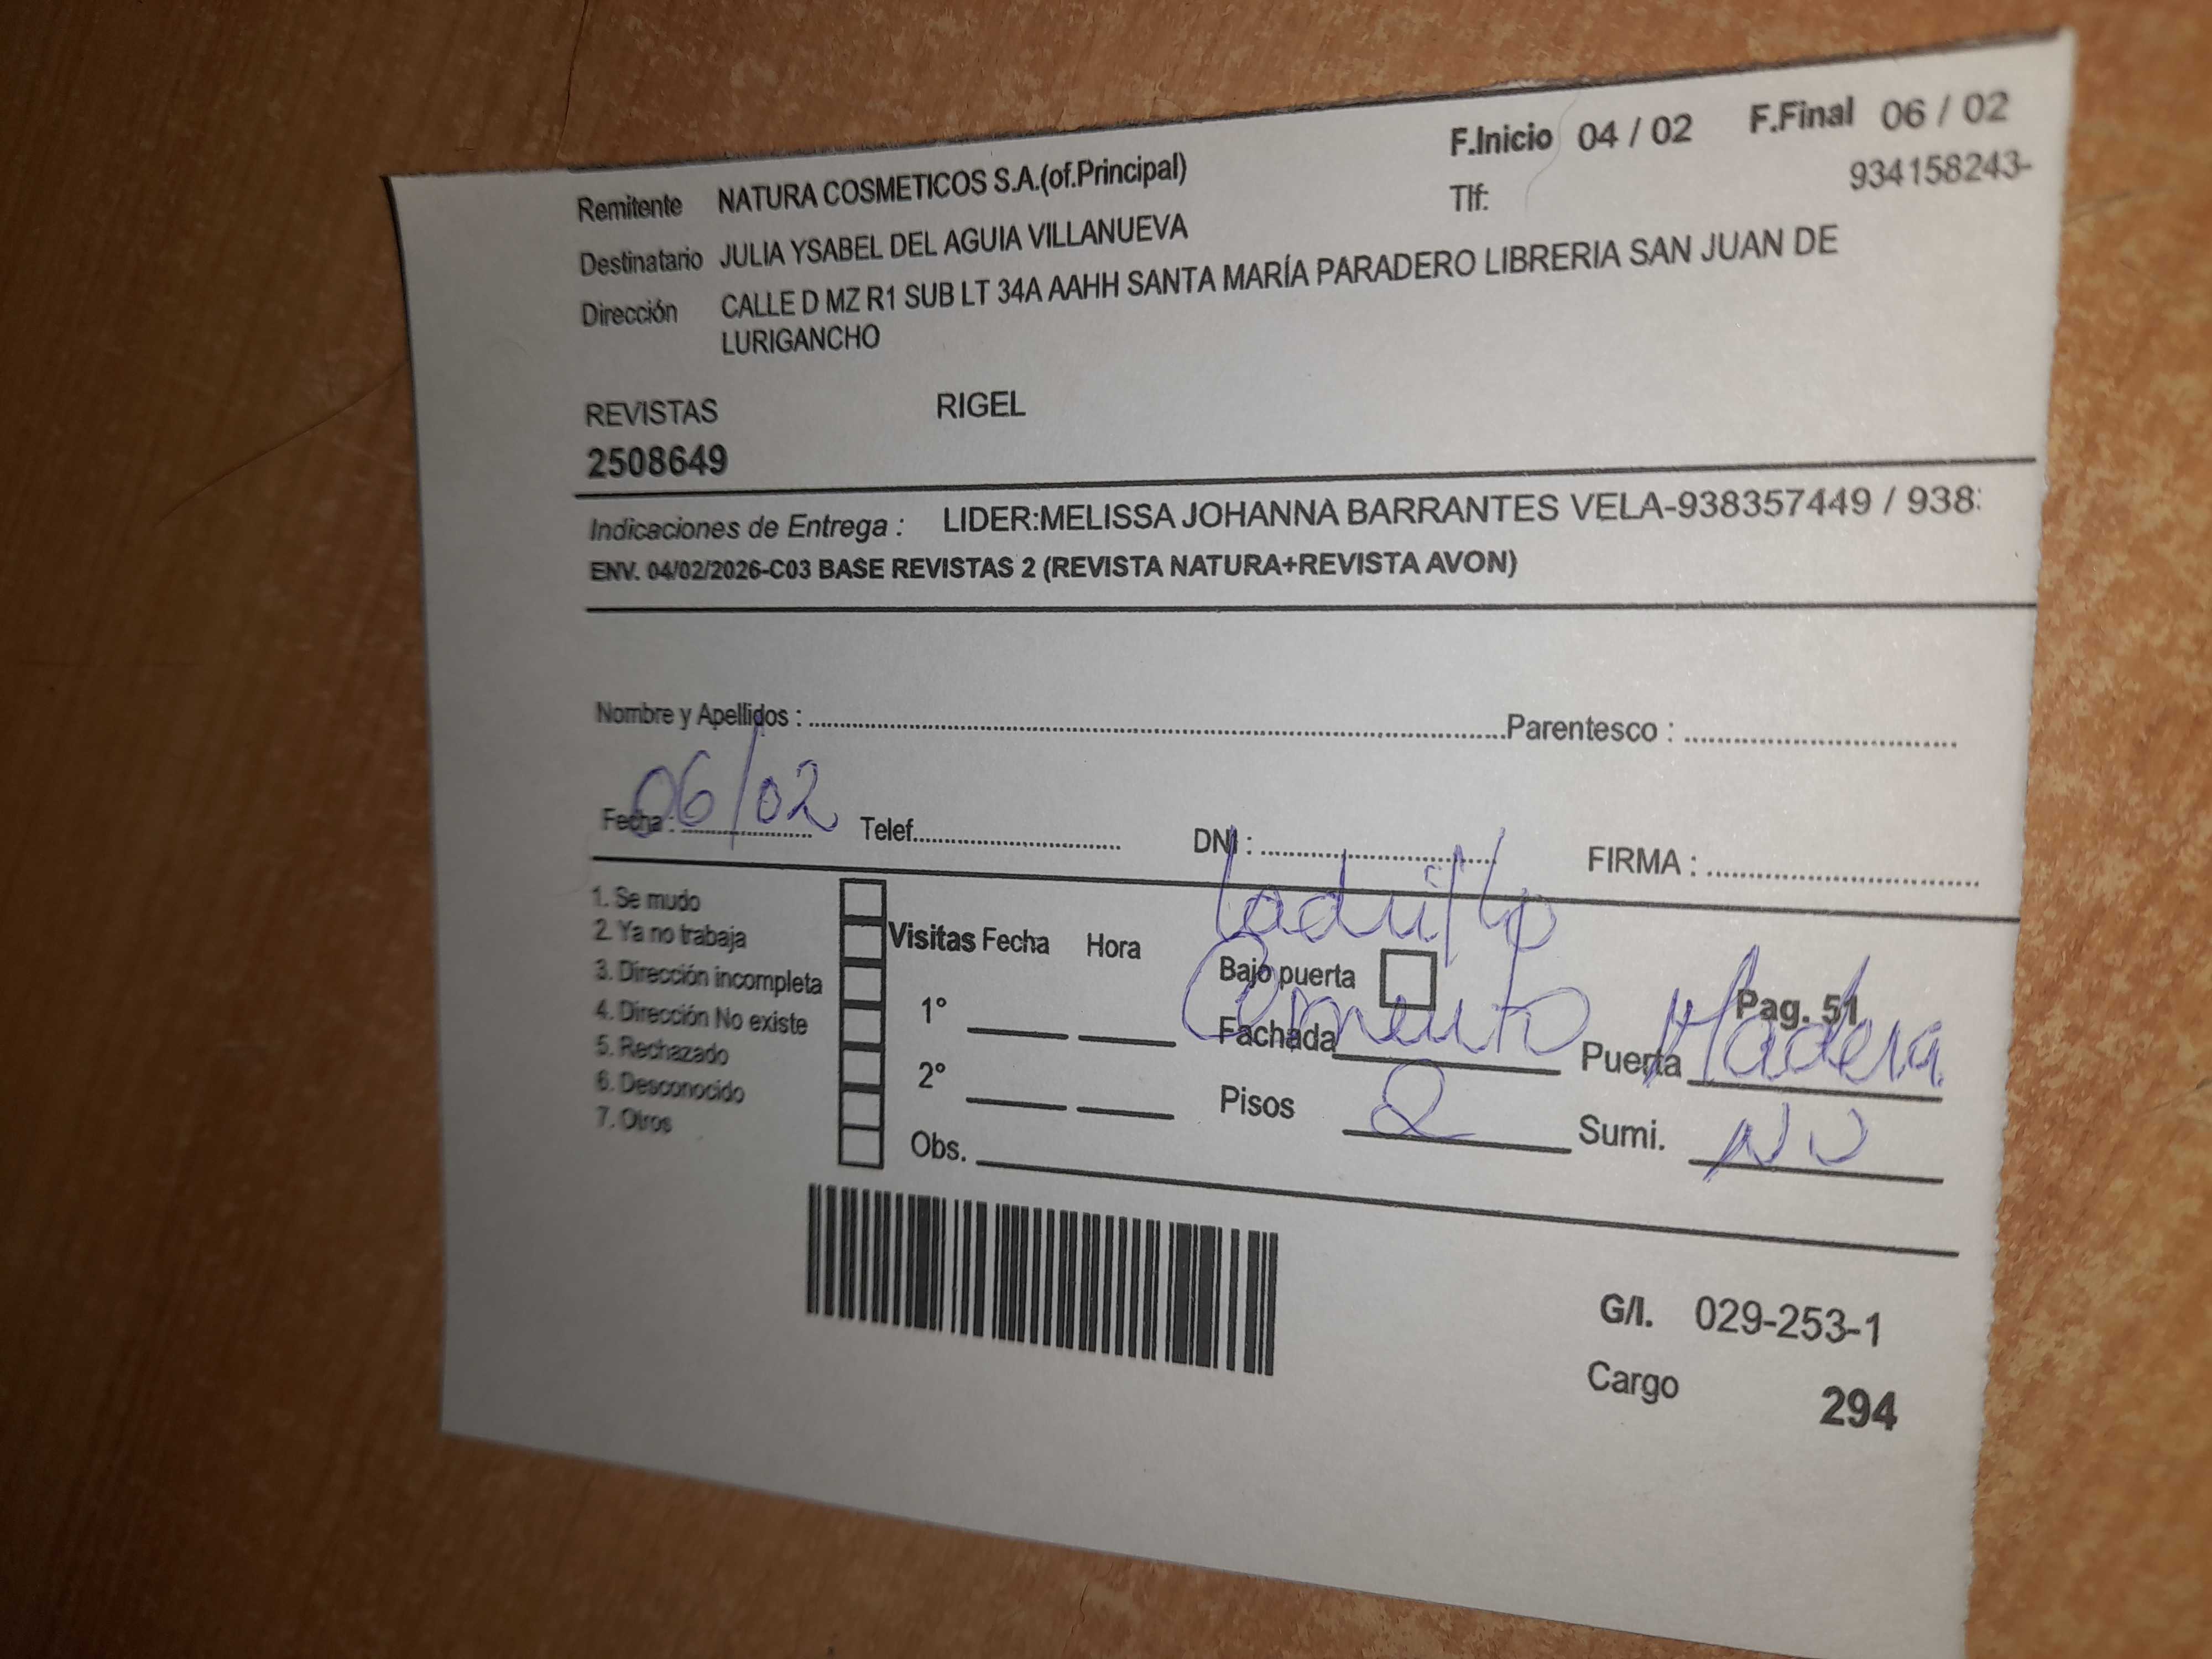 F.Inicio 04 / 02 F.Final 06 / 02
Remitente NATURA COSMETICOS S.A.(of.Principal)
Tlf: 934158243-
Destinatario JULIA YSABEL DEL AGUIA VILLANUEVA
Dirección CALLE D MZ R1 SUB LT 34A AAHH SANTA MARÍA PARADERO LIBRERIA SAN JUAN DE
LURIGANCHO
REVISTAS RIGEL
2508649
Indicaciones de Entrega : LIDER:MELISSA JOHANNA BARRANTES VELA-938357449 / 938
ENV. 04/02/2026-C03 BASE REVISTAS 2 (REVISTA NATURA+REVISTA AVON)
Nombre y Apellidos : Parentesco :
Fecha : 06/02 Telef. DNI : FIRMA :
ladrillo
1. Se mudo
2. Ya no trabaja
3. Dirección incompleta
4. Dirección No existe
5. Rechazado
6. Desconocido
7. Otros
Visitas Fecha Hora
1°
2°
Obs.
Bajo puerta
Pag. 51
Fachada Cemento Puerta Madera
Pisos 2 Sumi. NO
G/I. 029-253-1
Cargo 294